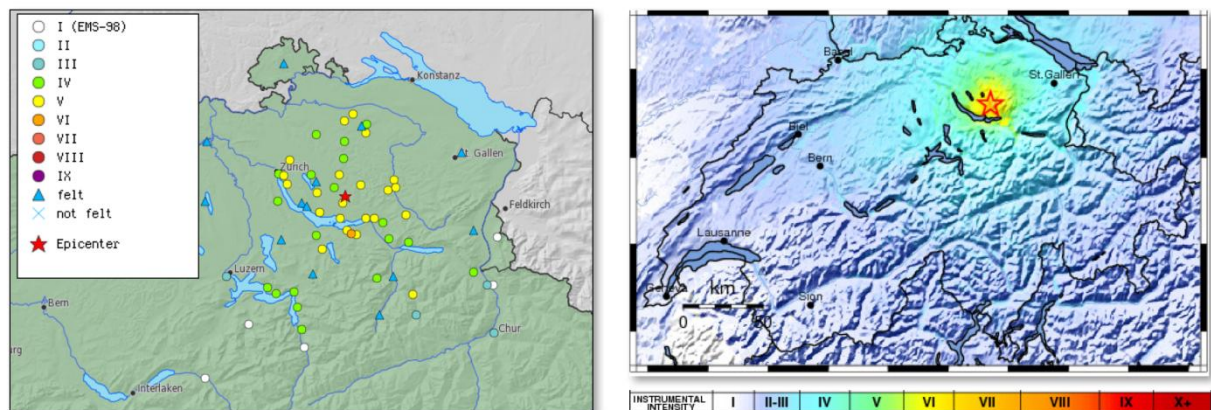 I (EMS-98)
II
III
IV
V
VI
VII
VIII
IX
felt
not felt
Epicenter
Konstanz
Zürich
St. Gallen
Feldkirch
Luzern
Bern
Chur
Interlaken
Basel
St.Gallen
Biel
Bern
Lausanne
Geneva
Sion
km
0
INSTRUMENTAL INTENSITY I II-III IV V VI VII VIII IX X+